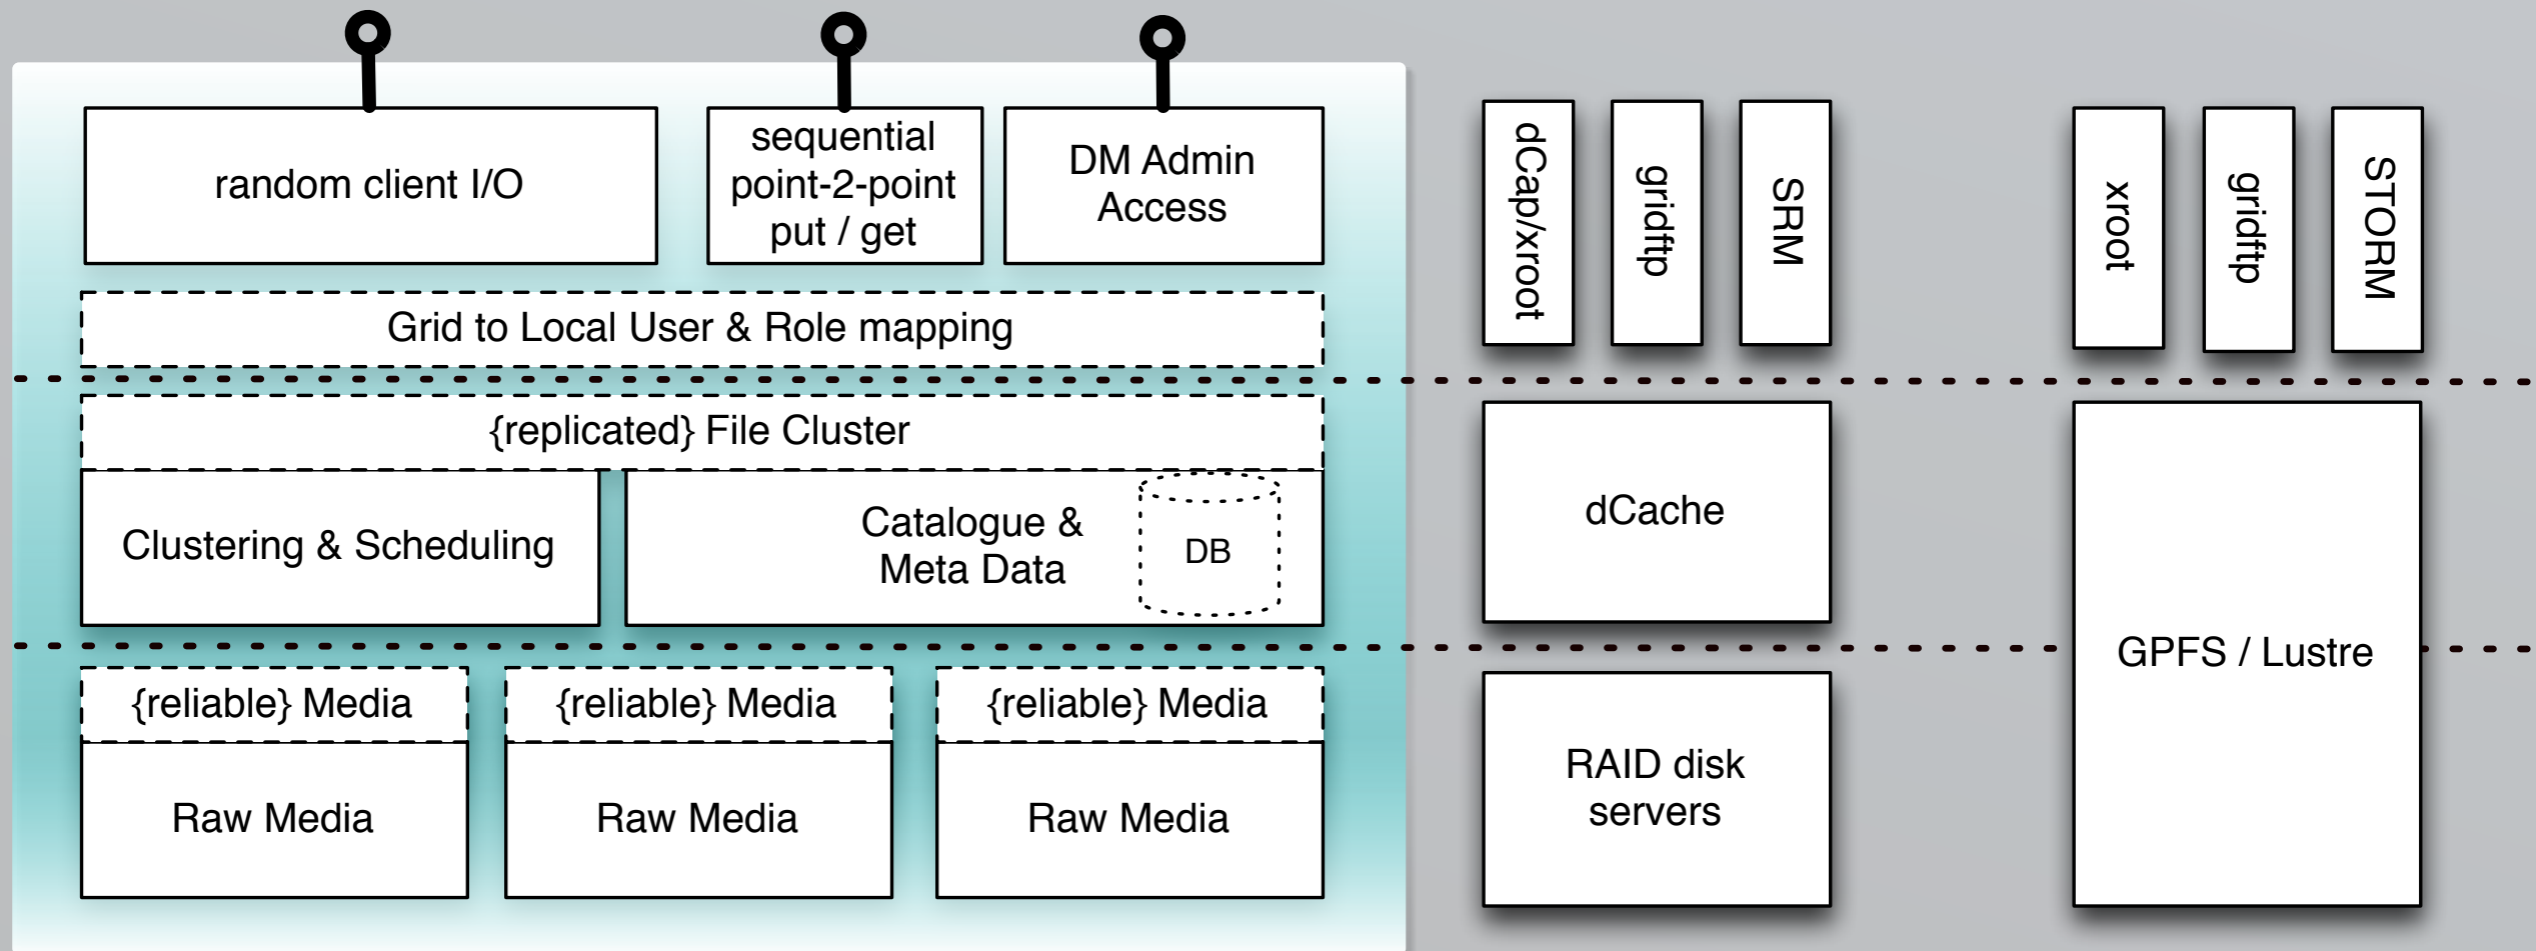 random client I/O
sequential
point-2-point
put / get
DM Admin
Access
Grid to Local User & Role mapping
{replicated} File Cluster
Clustering & Scheduling
Catalogue &
Meta Data
DB
{reliable} Media
{reliable} Media
{reliable} Media
Raw Media
Raw Media
Raw Media
dCap/xroot
gridftp
SRM
dCache
RAID disk
servers
xroot
gridftp
STORM
GPFS / Lustre